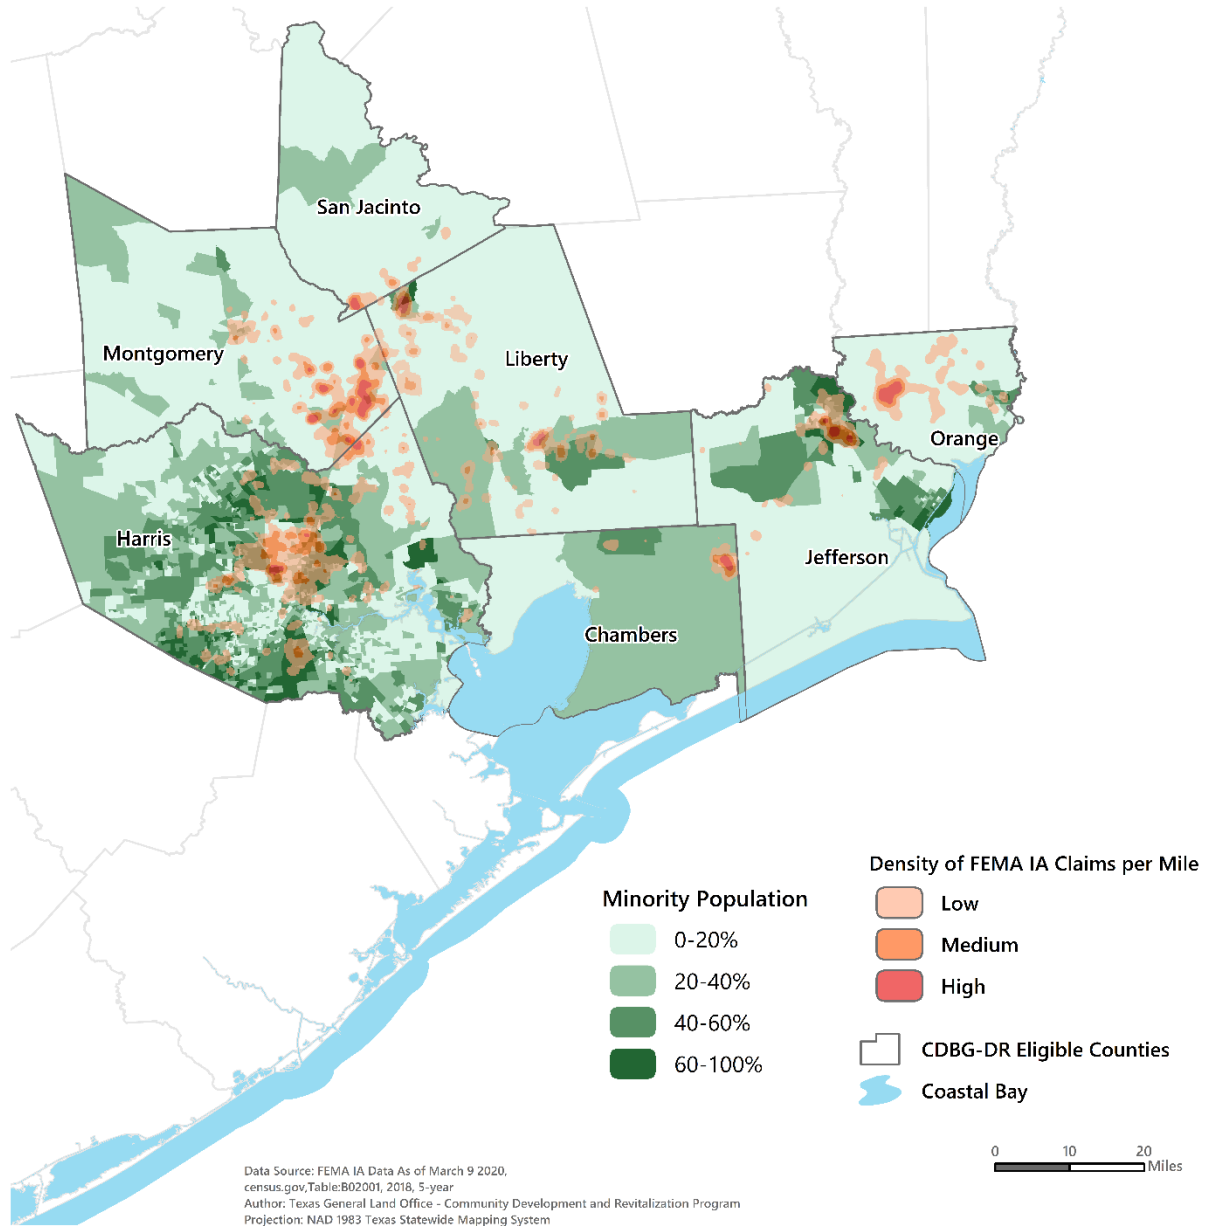 San Jacinto
Montgomery
Liberty
Orange
Harris
Jefferson
Chambers
Minority Population
0-20%
20-40%
40-60%
60-100%
Density of FEMA IA Claims per Mile
Low
Medium
High
CDBG-DR Eligible Counties
Coastal Bay
0 10 20
Miles
Data Source: FEMA IA Data As of March 9 2020,
census.gov,Table:B02001, 2018, 5-year
Author: Texas General Land Office - Community Development and Revitalization Program
Projection: NAD 1983 Texas Statewide Mapping System